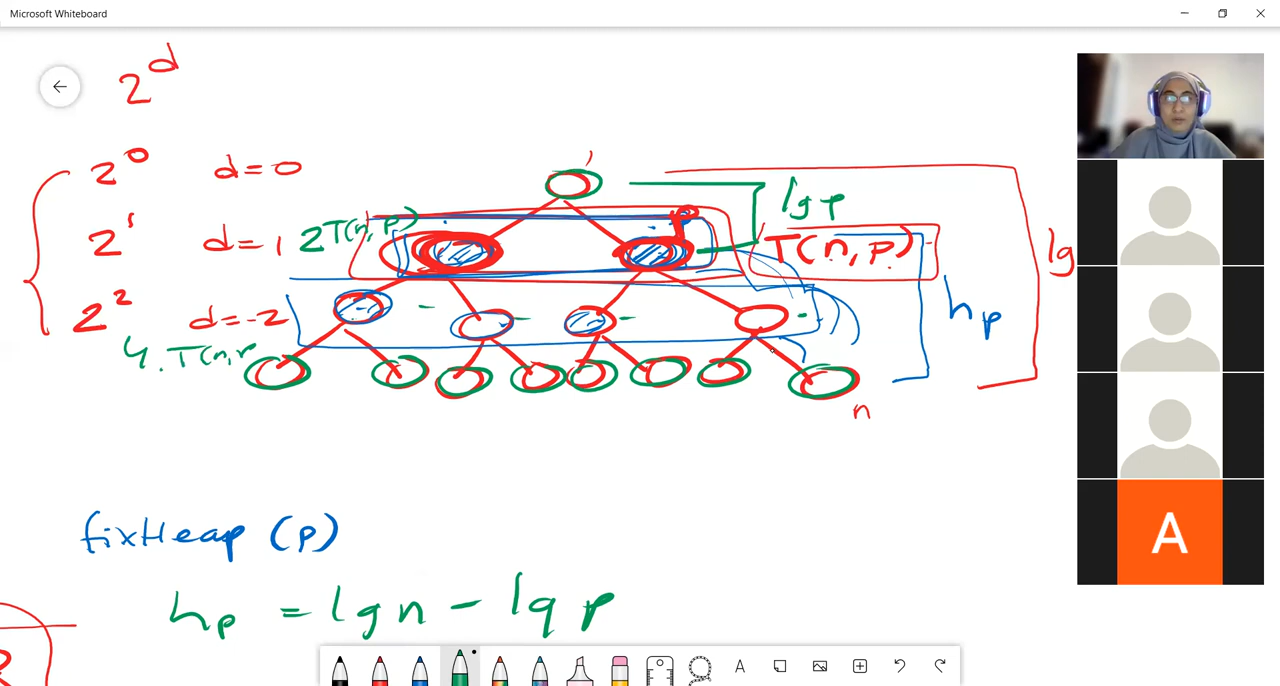 Microsoft Whiteboard
2^d
2^0 d=0
2^1 d=1
2^2 d=-2
1
2T(n,p)
P
lg p
T(n,p)
lg
h_p
4.T(n,p
n
fixHeap (p)
h_p = lg n - lg p
A
A